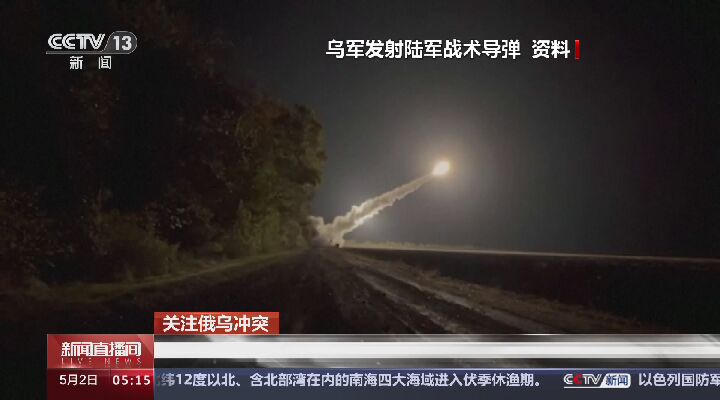 CCTV 13
新闻
乌军发射陆军战术导弹 资料
关注俄乌冲突
新闻直播间
LIVE NEWS
5月2日 05:15
北纬12度以北、含北部湾在内的南海四大海域进入伏季休渔期。 CCTV新闻 以色列国防军